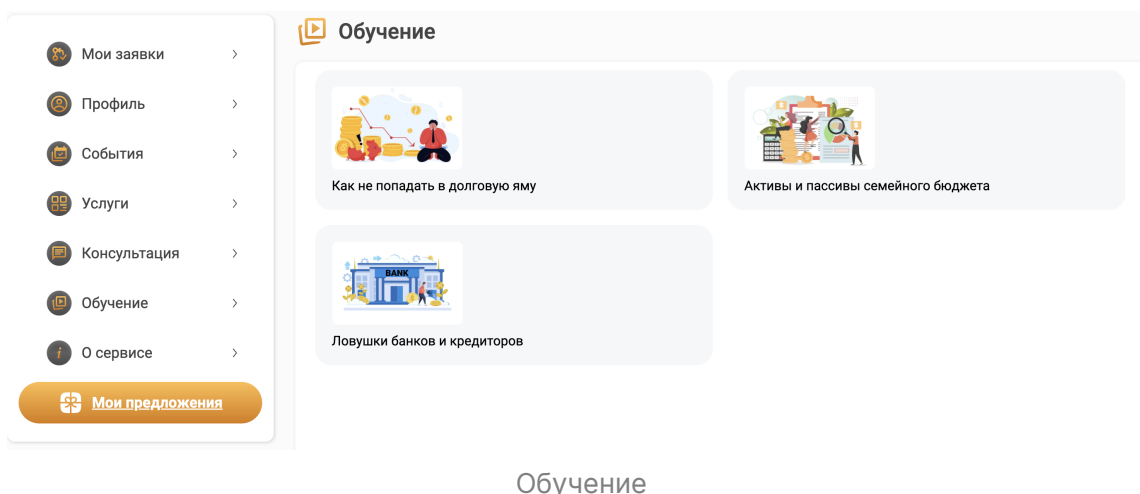 Обучение
Мои заявки
Профиль
События
Услуги
Консультация
Обучение
О сервисе
Мои предложения
Как не попадать в долговую яму
Активы и пассивы семейного бюджета
BANK
Ловушки банков и кредиторов
Обучение